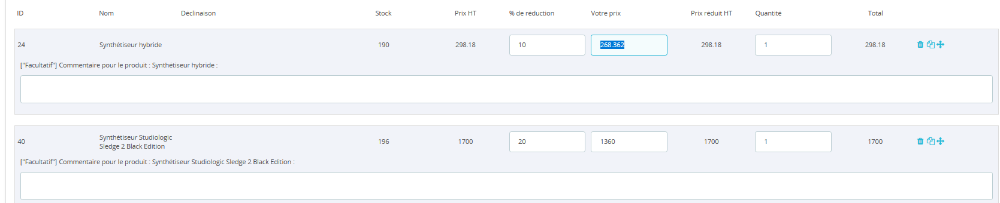 ID Nom Déclinaison Stock Prix HT % de réduction Votre prix Prix réduit HT Quantité Total
24 Synthétiseur hybride 190 298.18 10 268.362 298.18 1 298.18
["Facultatif"] Commentaire pour le produit : Synthétiseur hybride :
Synthétiseur Studiologic
40 196 1700 20 1360 1700 1 1700
Sledge 2 Black Edition
["Facultatif"] Commentaire pour le produit : Synthétiseur Studiologic Sledge 2 Black Edition :